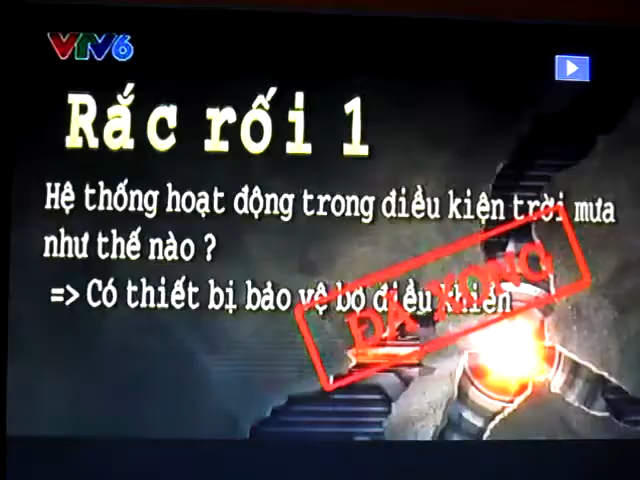 VTV6
Rắc rối 1
Hệ thống hoạt động trong điều kiện trời mưa
như thế nào ?
=> Có thiết bị bảo vệ bộ điều khiển
ĐÃ XONG